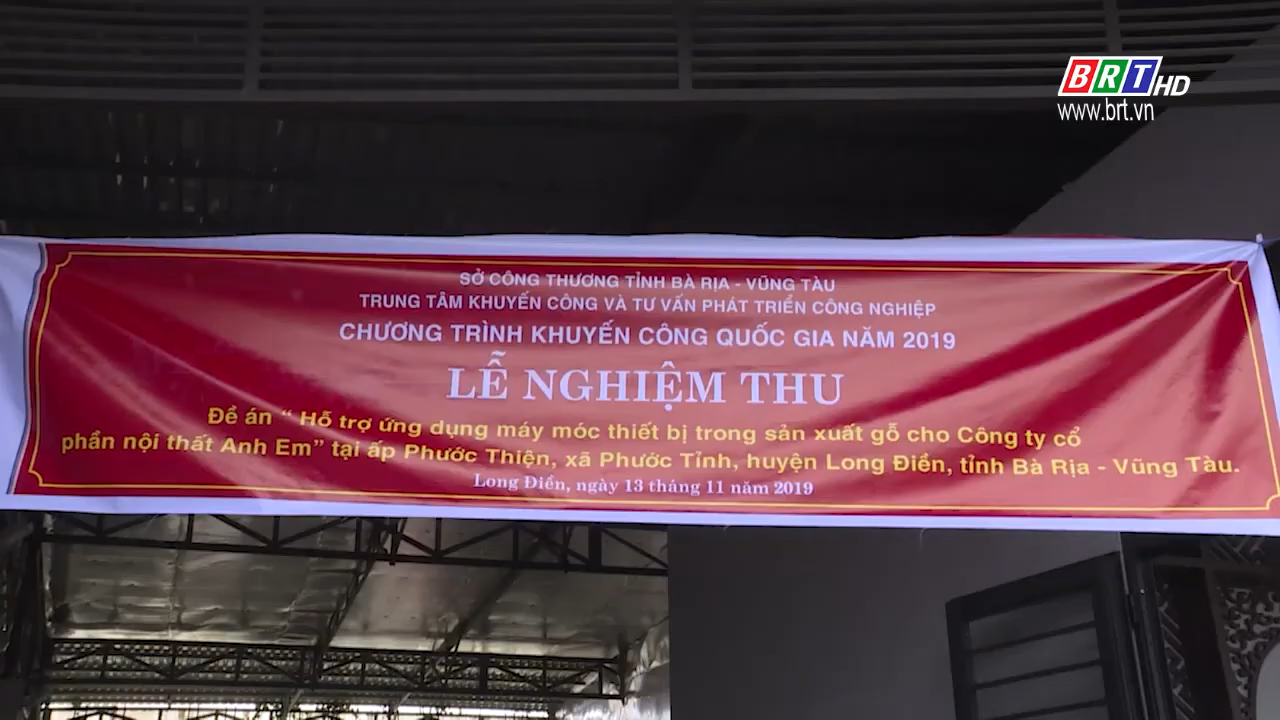 BRT HD
www.brt.vn
SỞ CÔNG THƯƠNG TỈNH BÀ RỊA - VŨNG TÀU
TRUNG TÂM KHUYẾN CÔNG VÀ TƯ VẤN PHÁT TRIỂN CÔNG NGHIỆP
CHƯƠNG TRÌNH KHUYẾN CÔNG QUỐC GIA NĂM 2019
LỄ NGHIỆM THU
Đề án “ Hỗ trợ ứng dụng máy móc thiết bị trong sản xuất gỗ cho Công ty cổ
phần nội thất Anh Em” tại ấp Phước Thiện, xã Phước Tỉnh, huyện Long Điền, tỉnh Bà Rịa - Vũng Tàu.
Long Điền, ngày 13 tháng 11 năm 2019